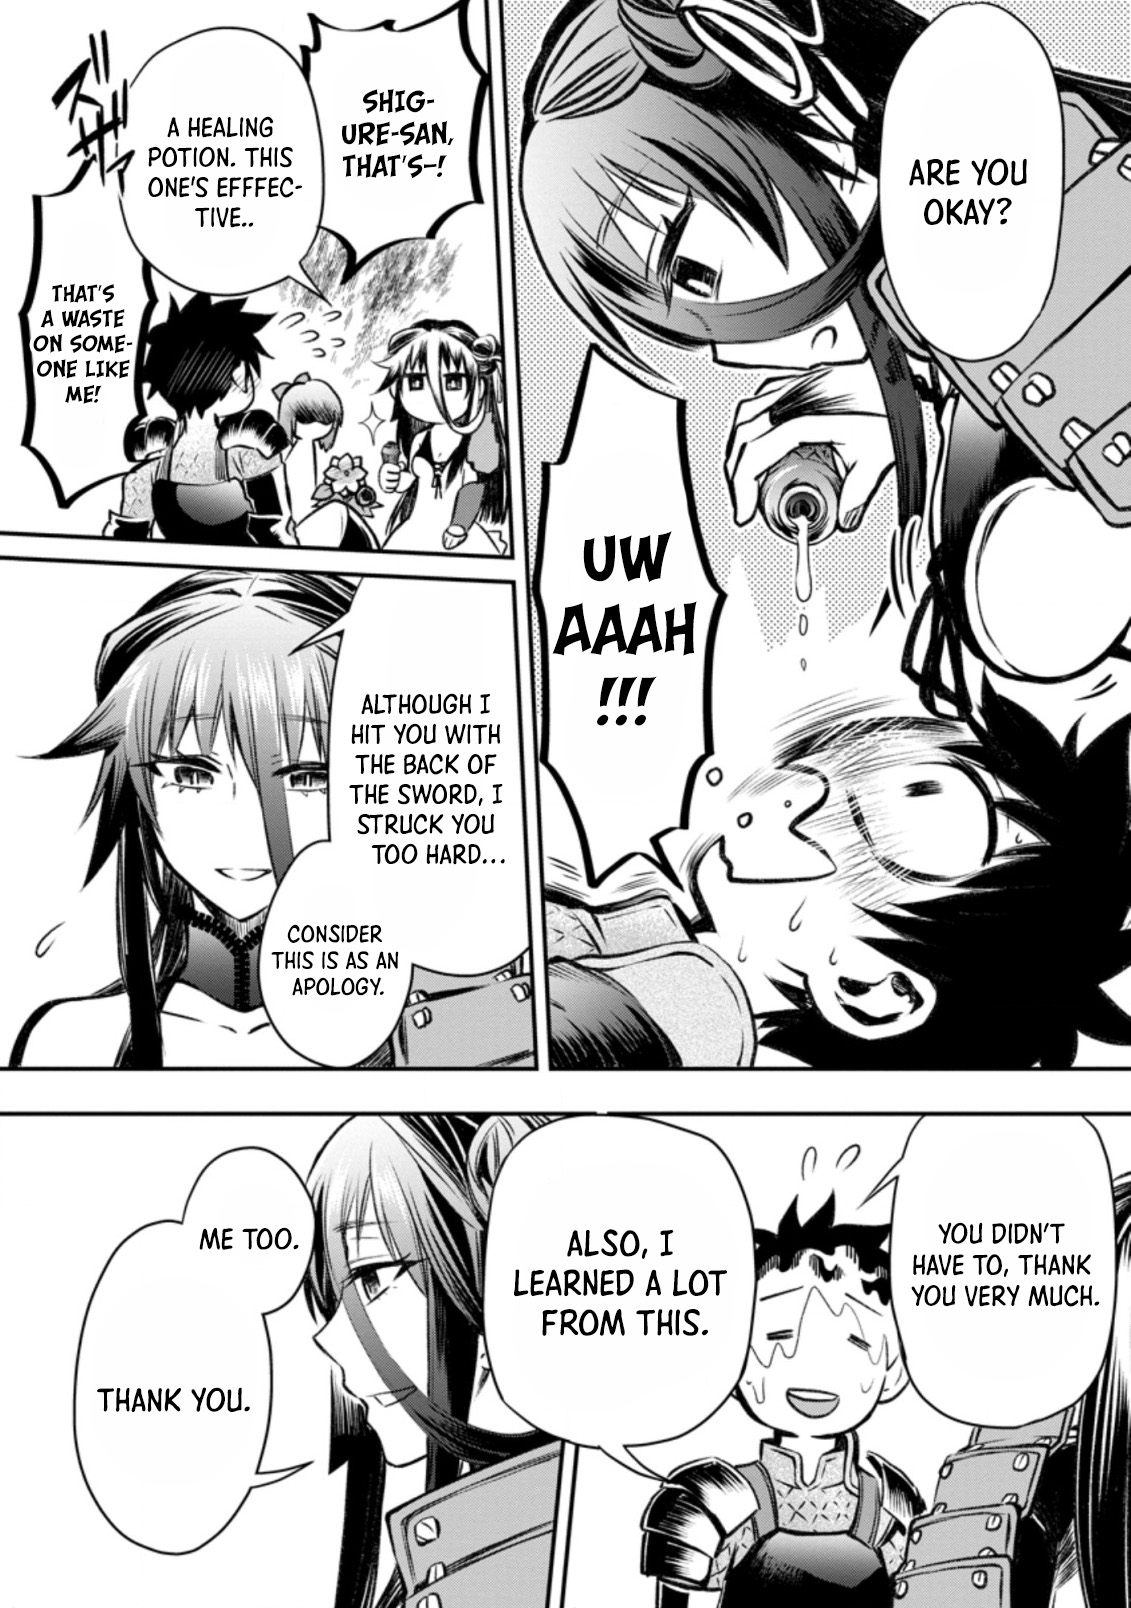 ARE YOU
OKAY?
UW
AAAH
!!!
SHIG-
URE-SAN,
THAT'S-!
A HEALING
POTION. THIS
ONE'S EFFFEC-
TIVE..
THAT'S
A WASTE
ON SOME-
ONE LIKE
ME!
ALTHOUGH I
HIT YOU WITH
THE BACK OF
THE SWORD, I
STRUCK YOU
TOO HARD...
CONSIDER
THIS IS AS AN
APOLOGY.
YOU DIDN'T
HAVE TO, THANK
YOU VERY MUCH.
ALSO, I
LEARNED A LOT
FROM THIS.
ME TOO.
THANK YOU.